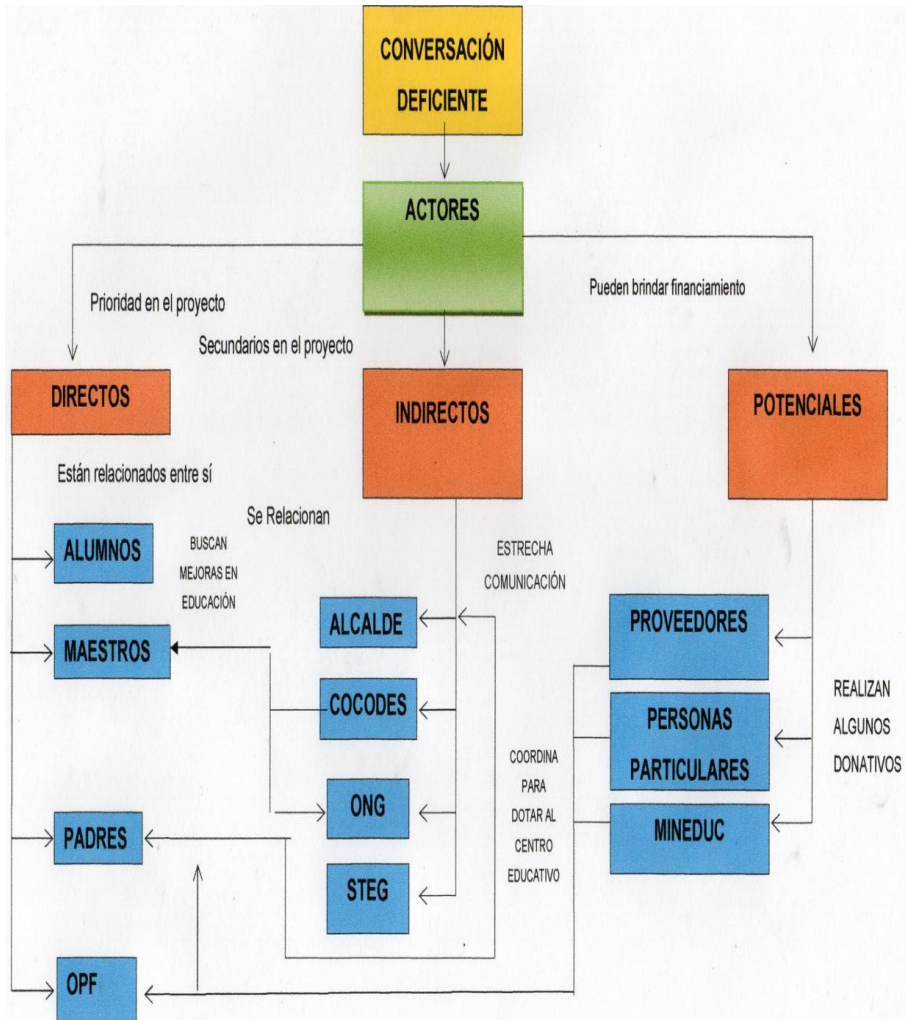 CONVERSACIÓN
DEFICIENTE
ACTORES
Prioridad en el proyecto
Secundarios en el proyecto
Pueden brindar financiamiento
DIRECTOS
INDIRECTOS
POTENCIALES
Están relacionados entre sí
Se Relacionan
ALUMNOS
BUSCAN
MEJORAS EN
EDUCACIÓN
MAESTROS
PADRES
OPF
ESTRECHA
COMUNICACIÓN
ALCALDE
COCODES
ONG
STEG
COORDINA
PARA
DOTAR AL
CENTRO
EDUCATIVO
PROVEEDORES
PERSONAS
PARTICULARES
MINEDUC
REALIZAN
ALGUNOS
DONATIVOS